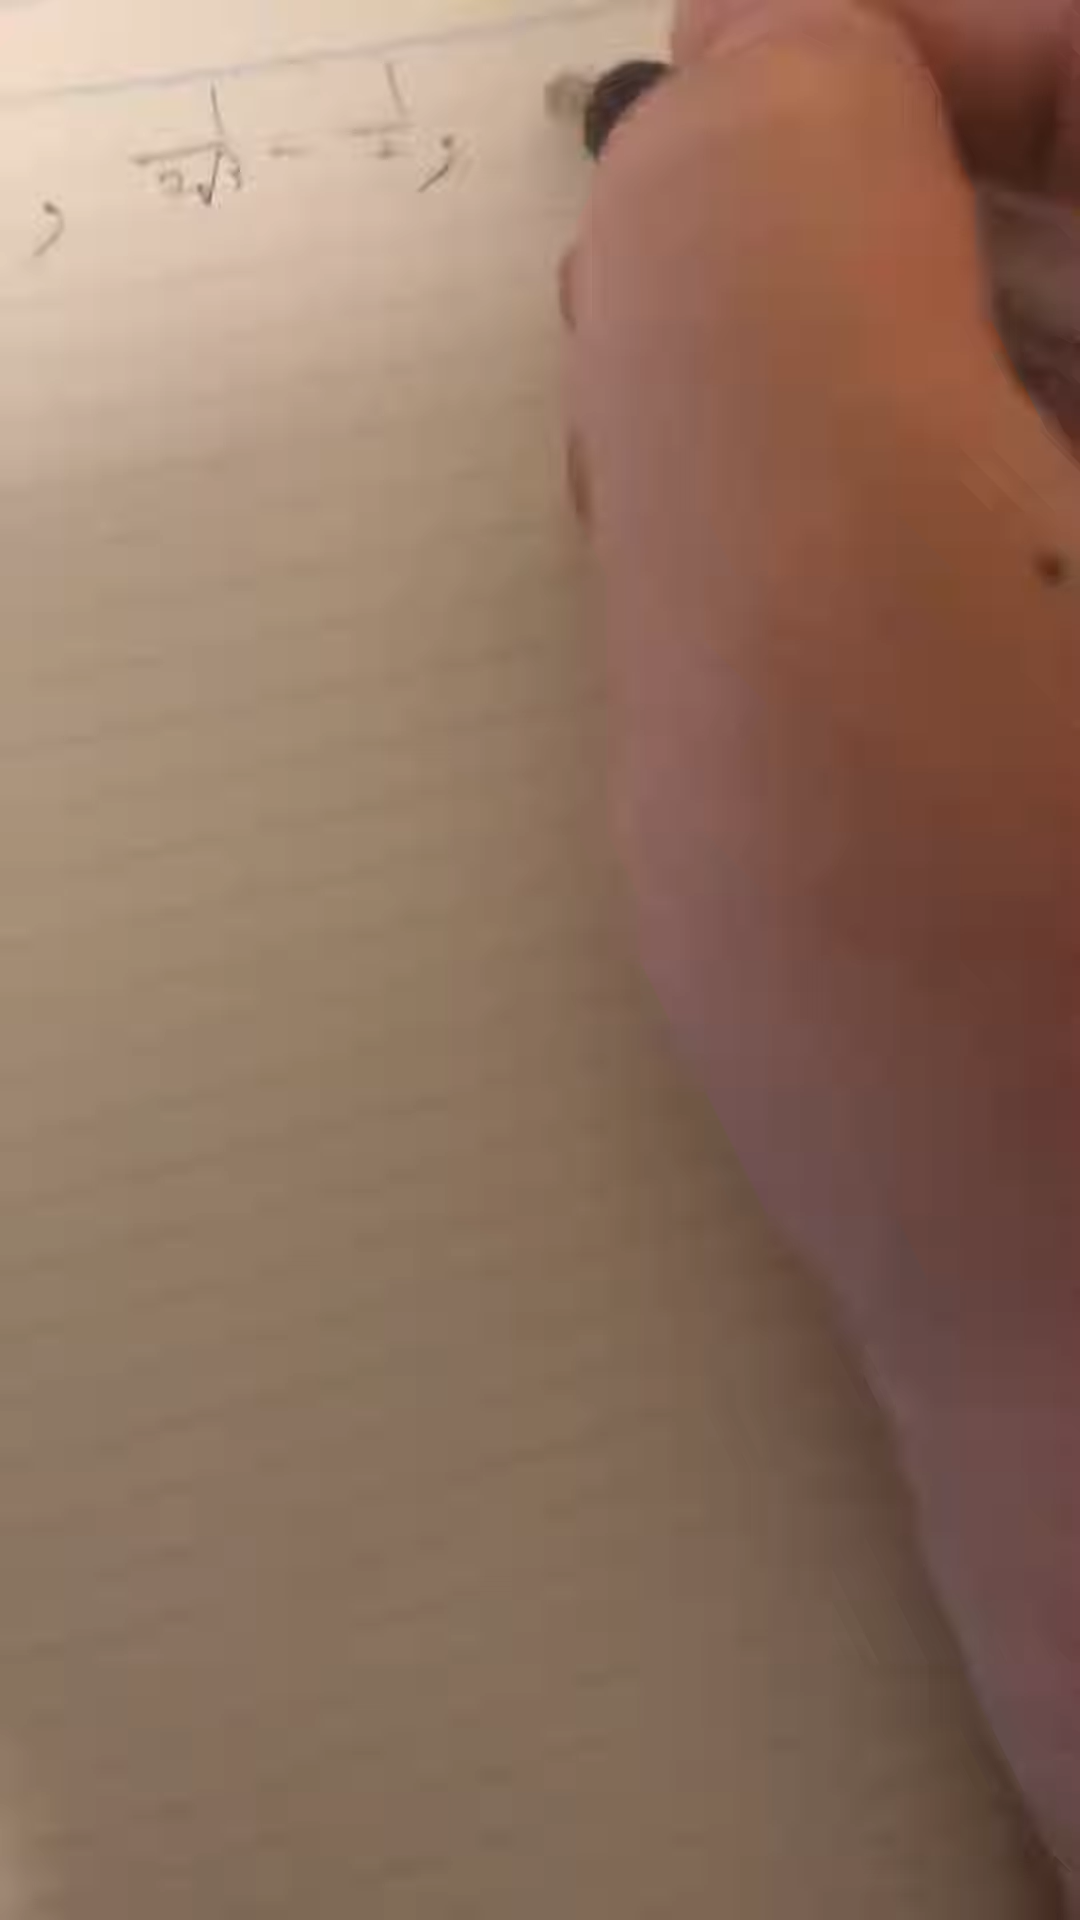 , 1/2√3 - 1/2 ;